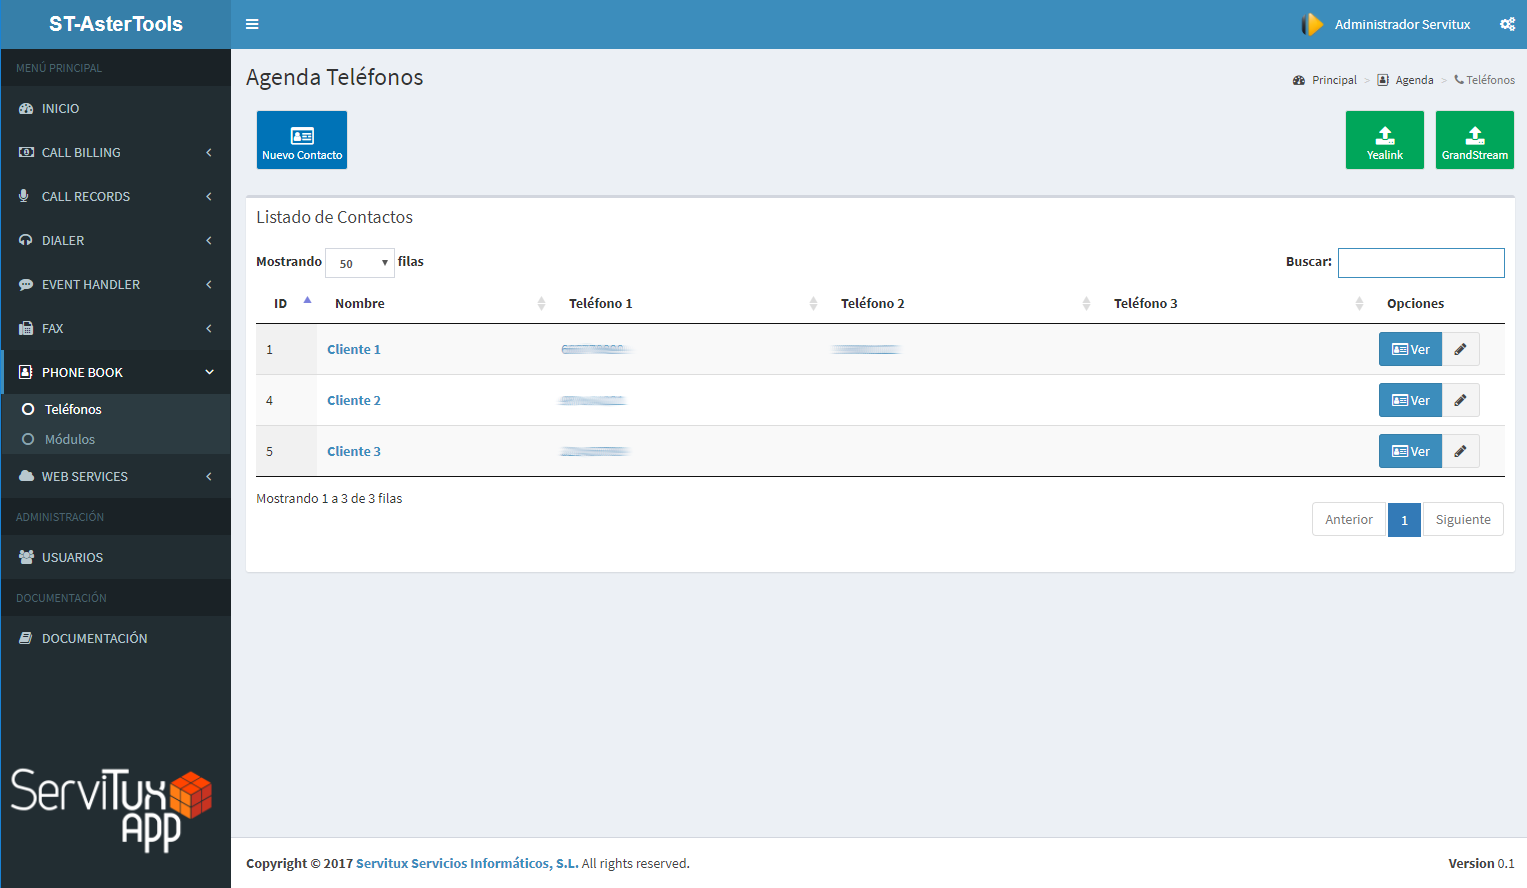 ST-AsterTools
Administrador Servitux
MENÚ PRINCIPAL
INICIO
CALL BILLING
CALL RECORDS
DIALER
EVENT HANDLER
FAX
PHONE BOOK
Teléfonos
Módulos
WEB SERVICES
ADMINISTRACIÓN
USUARIOS
DOCUMENTACIÓN
DOCUMENTACIÓN
ServiTux
App
Agenda Teléfonos
Principal > Agenda > Teléfonos
Nuevo Contacto
Yealink
GrandStream
Listado de Contactos
Mostrando 50 filas
Buscar:
ID Nombre Teléfono 1 Teléfono 2 Teléfono 3 Opciones
1 Cliente 1 Ver
4 Cliente 2 Ver
5 Cliente 3 Ver
Mostrando 1 a 3 de 3 filas
Anterior 1 Siguiente
Copyright © 2017 Servitux Servicios Informáticos, S.L. All rights reserved.
Version 0.1